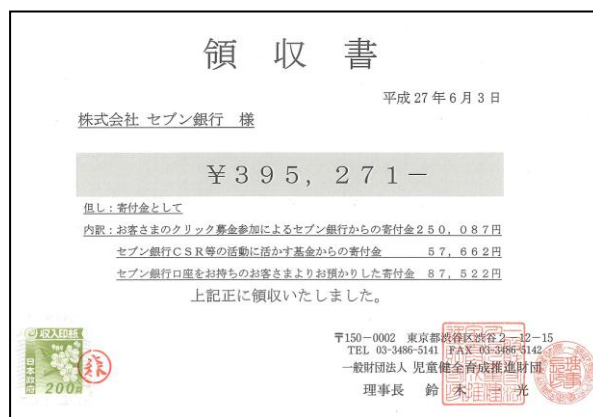 領収書
平成27年6月3日
株式会社 セブン銀行 様
￥395,271－
但し：寄付金として
内訳：お客さまのクリック募金参加によるセブン銀行からの寄付金250,087円
セブン銀行CSR等の活動に活かす基金からの寄付金 57,662円
セブン銀行口座をお持ちのお客さまよりお預かりした寄付金 87,522円
上記正に領収いたしました。
〒150－0002 東京都渋谷区渋谷2－12－15
TEL 03-3486-5141 FAX 03-3486-5142
一般財団法人 児童健全育成推進財団
理事長 鈴木一光
収入印紙
日本政府
200円